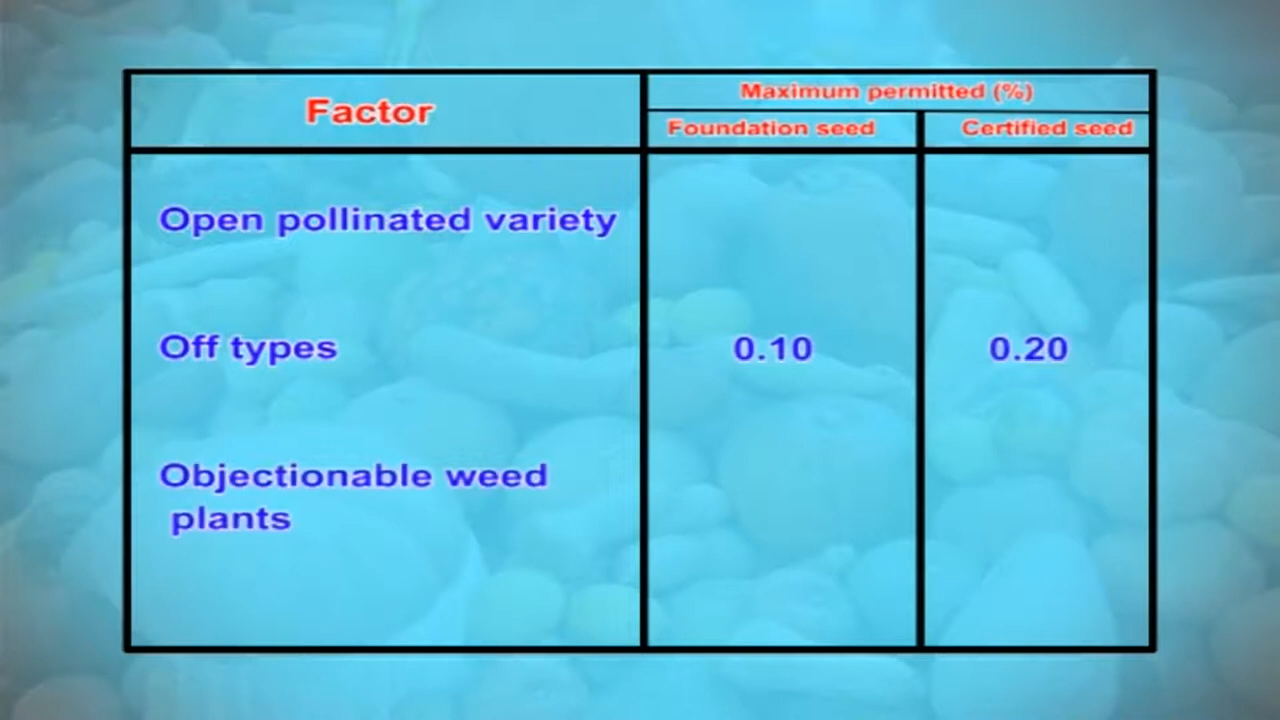 Factor
Maximum permitted (%)
Foundation seed
Certified seed
Open pollinated variety
Off types
0.10
0.20
Objectionable weed
plants